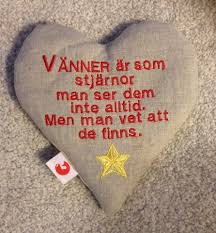 VÄNNER är som
stjärnor
man ser dem
inte alltid.
Men man vet att
de finns.